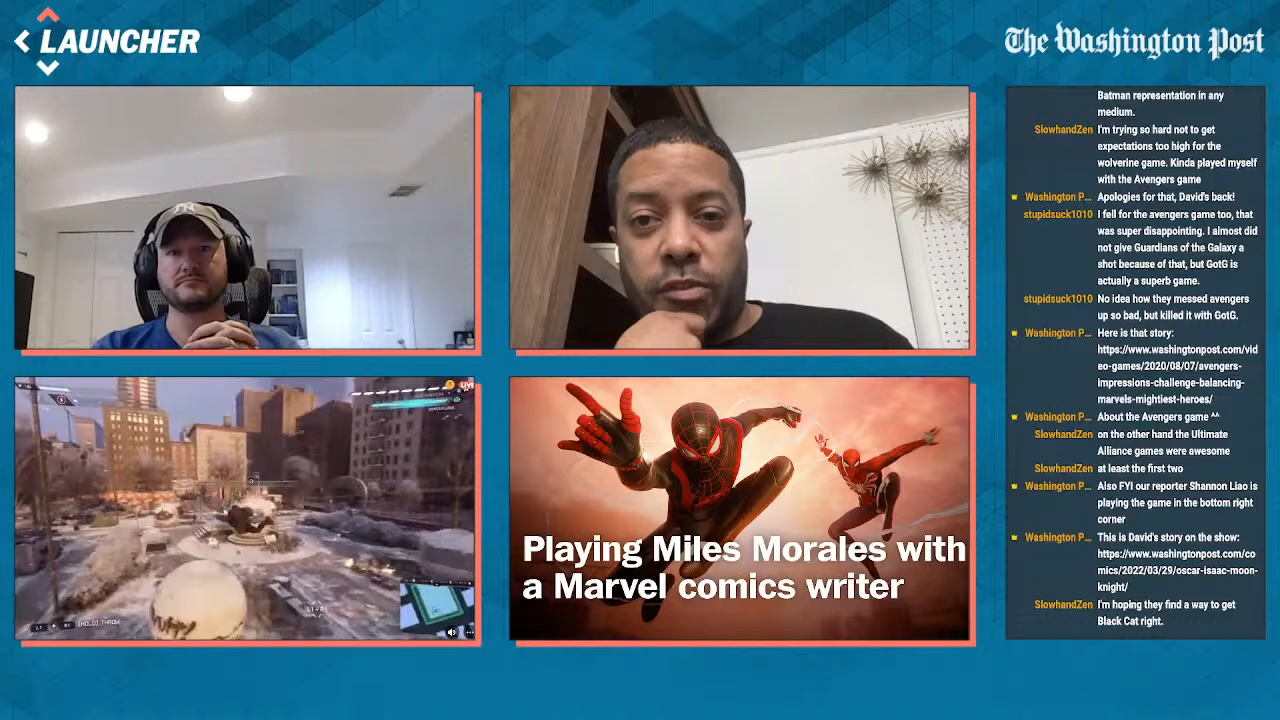 LAUNCHER
The Washington Post
NY
LIVE
L1 + R1
[HOLD] THROW
L1+R1
Playing Miles Morales with
a Marvel comics writer
Batman representation in any
medium.
SlowhandZen I'm trying so hard not to get
expectations too high for the
wolverine game. Kinda played myself
with the Avengers game
Washington P... Apologies for that, David's back!
stupidsuck1010 I fell for the avengers game too, that
was super disappointing. I almost did
not give Guardians of the Galaxy a
shot because of that, but GotG is
actually a superb game.
stupidsuck1010 No idea how they messed avengers
up so bad, but killed it with GotG.
Washington P... Here is that story:
https://www.washingtonpost.com/vid
eo-games/2020/08/07/avengers-
impressions-challenge-balancing-
marvels-mightiest-heroes/
Washington P... About the Avengers game ^^
SlowhandZen on the other hand the Ultimate
Alliance games were awesome
SlowhandZen at least the first two
Washington P... Also FYI our reporter Shannon Liao is
playing the game in the bottom right
corner
Washington P... This is David's story on the show:
https://www.washingtonpost.com/co
mics/2022/03/29/oscar-isaac-moon-
knight/
SlowhandZen I'm hoping they find a way to get
Black Cat right.